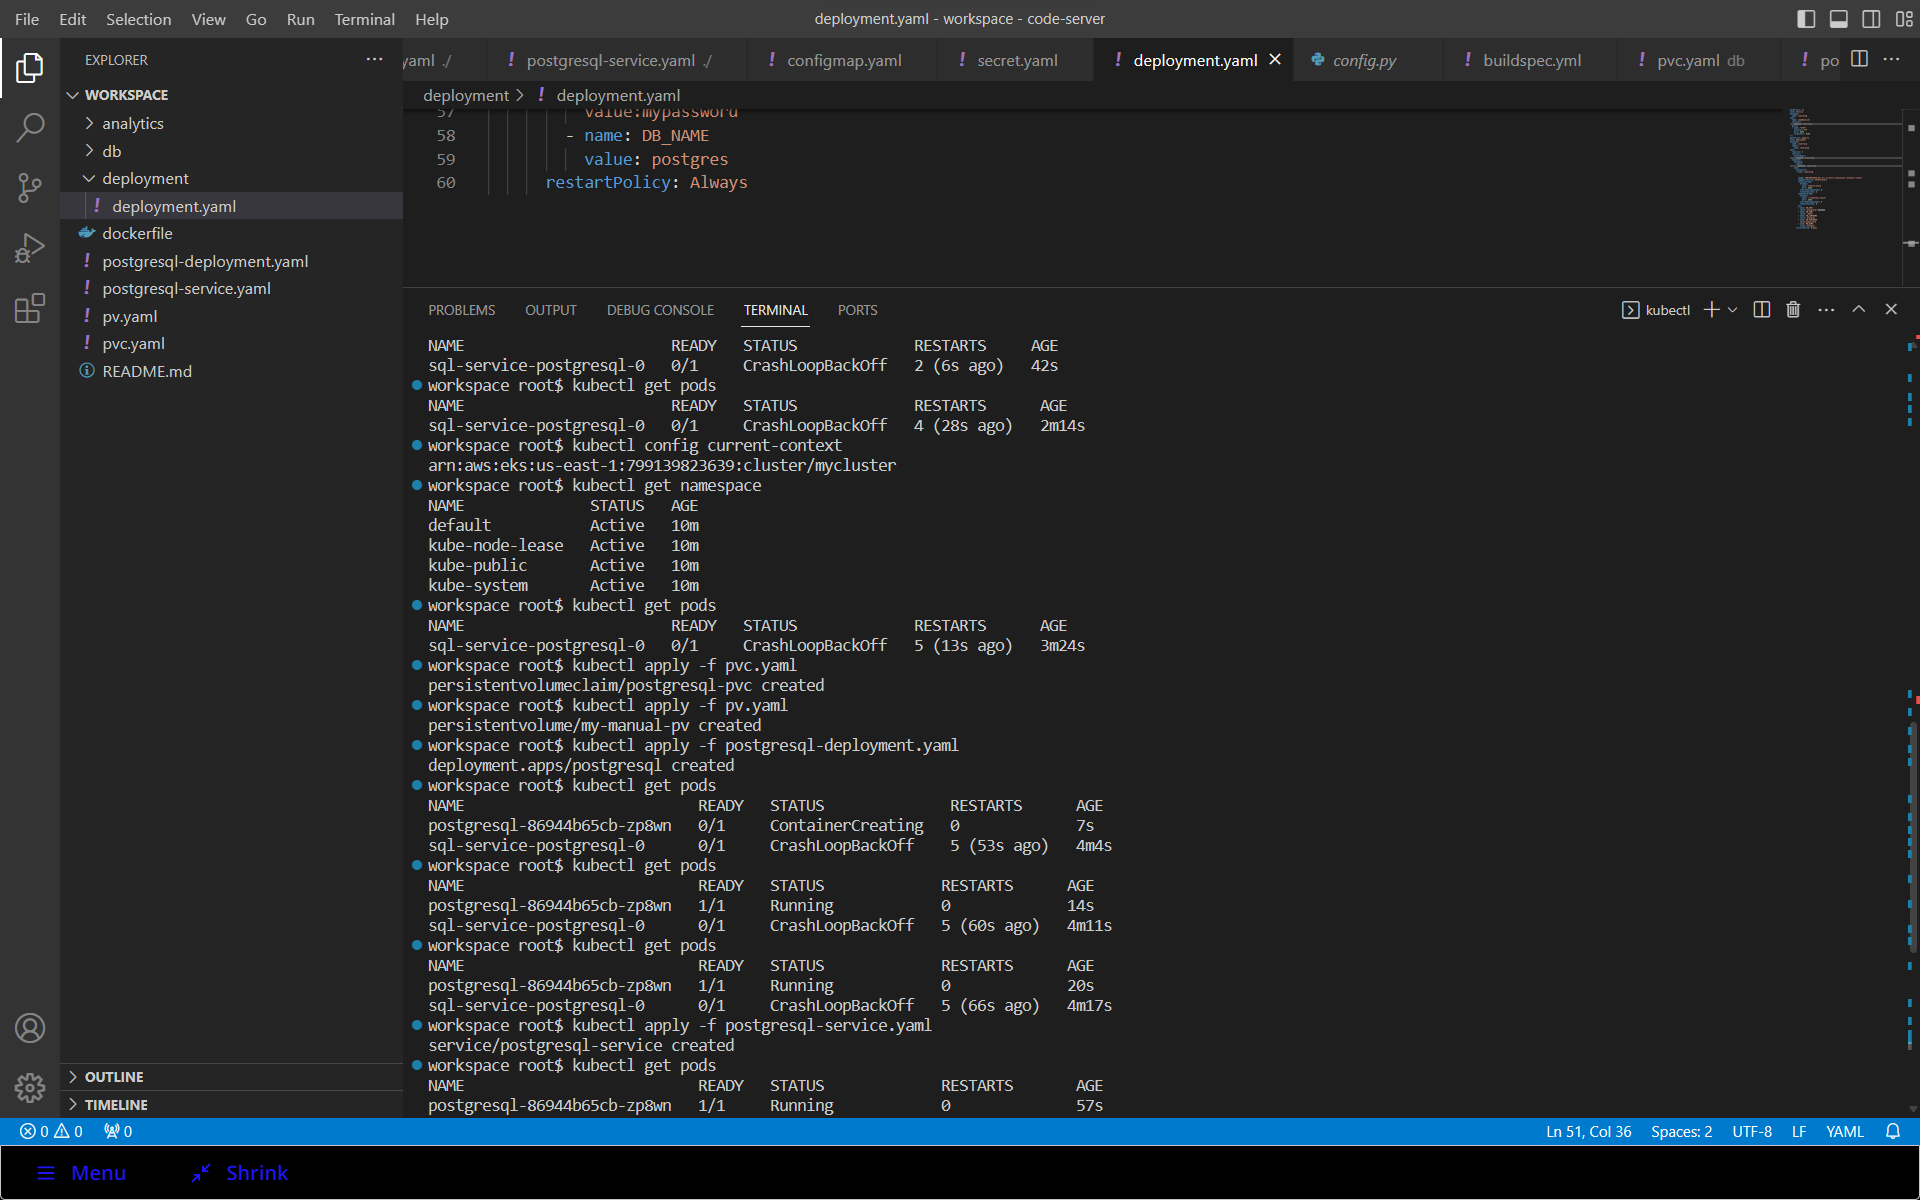 File Edit Selection View Go Run Terminal Help
deployment.yaml - workspace - code-server
EXPLORER
WORKSPACE
analytics
db
deployment
! deployment.yaml
dockerfile
! postgresql-deployment.yaml
! postgresql-service.yaml
! pv.yaml
! pvc.yaml
README.md
OUTLINE
TIMELINE
yaml ./
! postgresql-service.yaml ./
! configmap.yaml
! secret.yaml
! deployment.yaml
config.py
! buildspec.yml
! pvc.yaml db
! po
deployment > ! deployment.yaml
57 value:mypassword
58 - name: DB_NAME
59 value: postgres
60 restartPolicy: Always
PROBLEMS OUTPUT DEBUG CONSOLE TERMINAL PORTS
kubectl
NAME READY STATUS RESTARTS AGE
sql-service-postgresql-0 0/1 CrashLoopBackOff 2 (6s ago) 42s
workspace root$ kubectl get pods
NAME READY STATUS RESTARTS AGE
sql-service-postgresql-0 0/1 CrashLoopBackOff 4 (28s ago) 2m14s
workspace root$ kubectl config current-context
arn:aws:eks:us-east-1:799139823639:cluster/mycluster
workspace root$ kubectl get namespace
NAME STATUS AGE
default Active 10m
kube-node-lease Active 10m
kube-public Active 10m
kube-system Active 10m
workspace root$ kubectl get pods
NAME READY STATUS RESTARTS AGE
sql-service-postgresql-0 0/1 CrashLoopBackOff 5 (13s ago) 3m24s
workspace root$ kubectl apply -f pvc.yaml
persistentvolumeclaim/postgresql-pvc created
workspace root$ kubectl apply -f pv.yaml
persistentvolume/my-manual-pv created
workspace root$ kubectl apply -f postgresql-deployment.yaml
deployment.apps/postgresql created
workspace root$ kubectl get pods
NAME READY STATUS RESTARTS AGE
postgresql-86944b65cb-zp8wn 0/1 ContainerCreating 0 7s
sql-service-postgresql-0 0/1 CrashLoopBackOff 5 (53s ago) 4m4s
workspace root$ kubectl get pods
NAME READY STATUS RESTARTS AGE
postgresql-86944b65cb-zp8wn 1/1 Running 0 14s
sql-service-postgresql-0 0/1 CrashLoopBackOff 5 (60s ago) 4m11s
workspace root$ kubectl get pods
NAME READY STATUS RESTARTS AGE
postgresql-86944b65cb-zp8wn 1/1 Running 0 20s
sql-service-postgresql-0 0/1 CrashLoopBackOff 5 (66s ago) 4m17s
workspace root$ kubectl apply -f postgresql-service.yaml
service/postgresql-service created
workspace root$ kubectl get pods
NAME READY STATUS RESTARTS AGE
postgresql-86944b65cb-zp8wn 1/1 Running 0 57s
0 0 0
Ln 51, Col 36 Spaces: 2 UTF-8 LF YAML
Menu Shrink